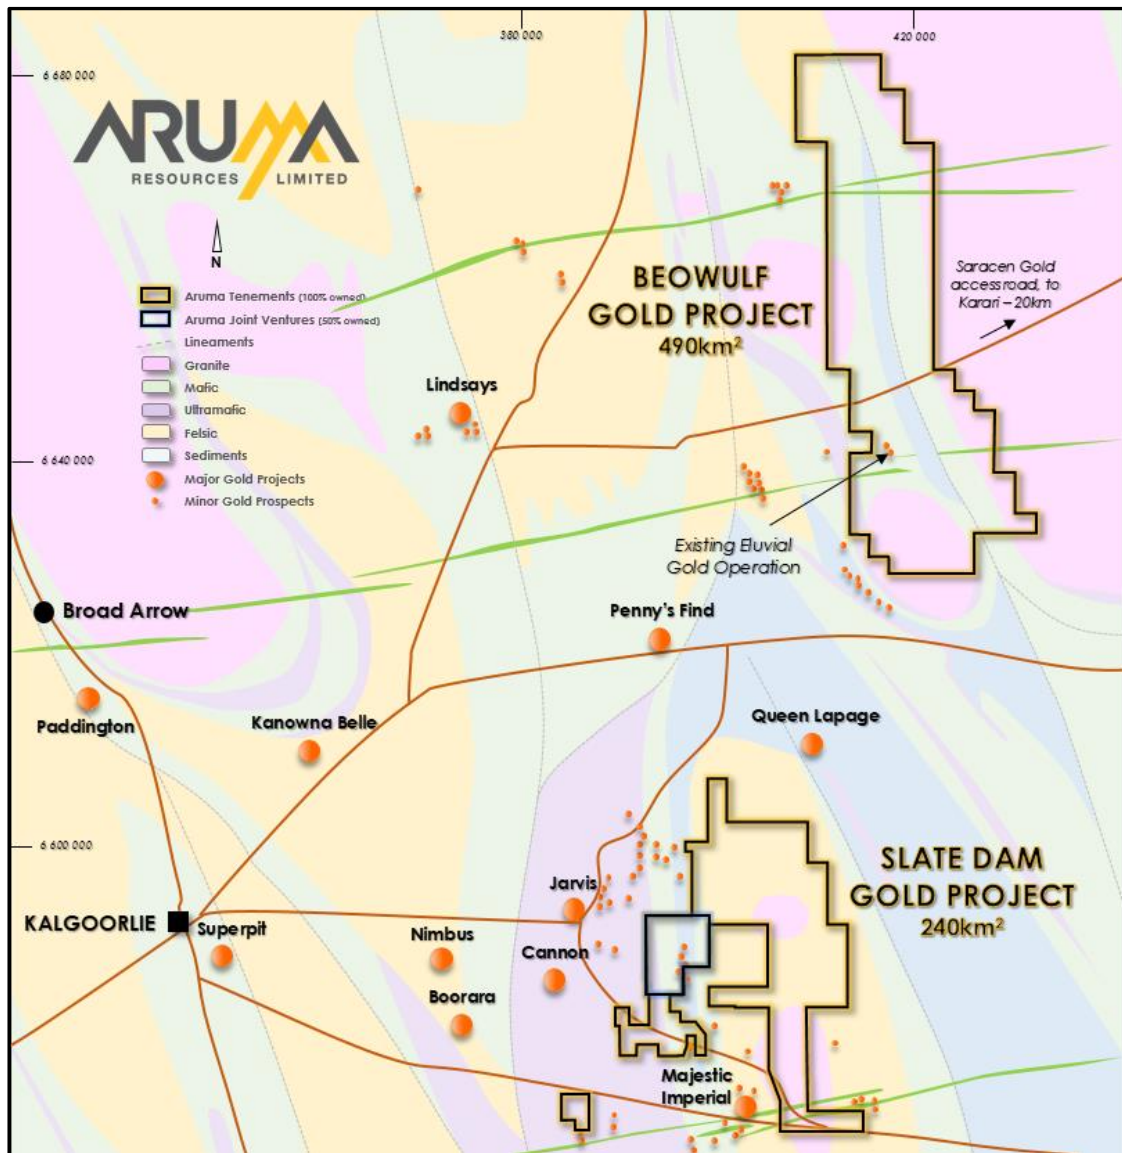 380 000
420 000
6 680 000
ARUMA
RESOURCES LIMITED
N
Aruma Tenements (100% owned)
Aruma Joint Ventures (50% owned)
Lineaments
Granite
Mafic
Ultramafic
Felsic
Sediments
Major Gold Projects
Minor Gold Prospects
BEOWULF
GOLD PROJECT
490km²
Saracen Gold
access road, to
Karari – 20km
Lindsays
6 640 000
Existing Eluvial
Gold Operation
Broad Arrow
Penny's Find
Paddington
Kanowna Belle
Queen Lapage
6 600 000
SLATE DAM
GOLD PROJECT
240km²
Jarvis
KALGOORLIE
Superpit
Nimbus
Cannon
Boorara
Majestic
Imperial